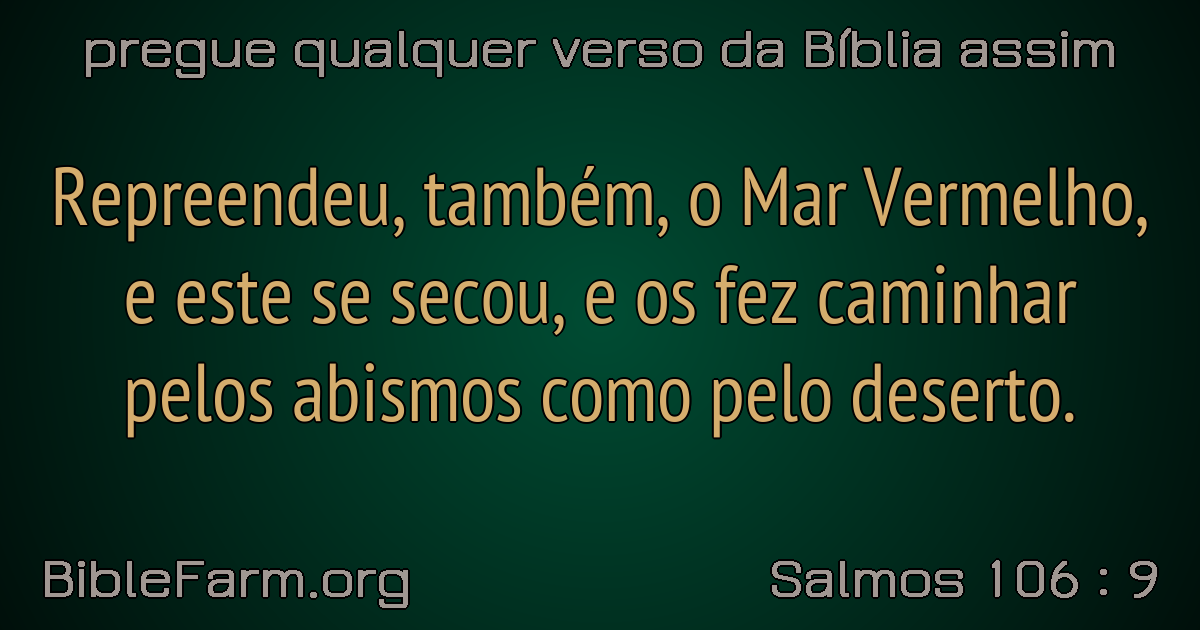 pregue qualquer verso da Bíblia assim
Repreendeu, também, o Mar Vermelho,
e este se secou, e os fez caminhar
pelos abismos como pelo deserto.
BibleFarm.org
Salmos 106 : 9